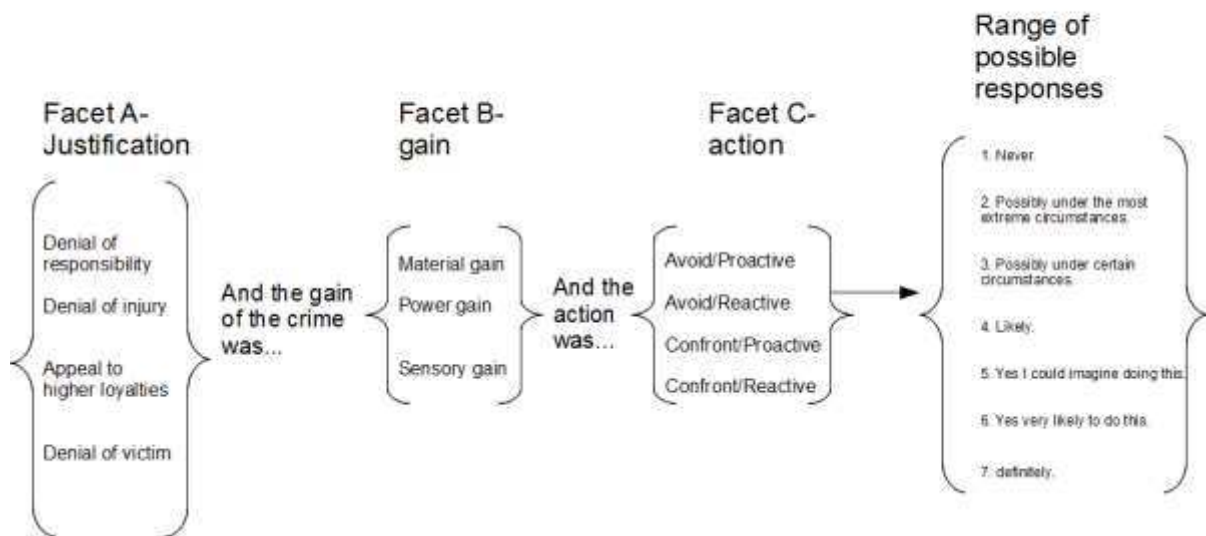 Facet A-
Justification
Denial of
responsibility
Denial of injury
Appeal to
higher loyalties
Denial of victim
And the gain
of the crime
was...
Facet B-
gain
Material gain
Power gain
Sensory gain
And the
action
was...
Facet C-
action
Avoid/Proactive
Avoid/Reactive
Confront/Proactive
Confront/Reactive
Range of
possible
responses
1. Never.
2. Possibly under the most
extreme circumstances.
3. Possibly under certain
circumstances.
4. Likely.
5. Yes I could imagine doing this.
6. Yes very likely to do this.
7. definitely.